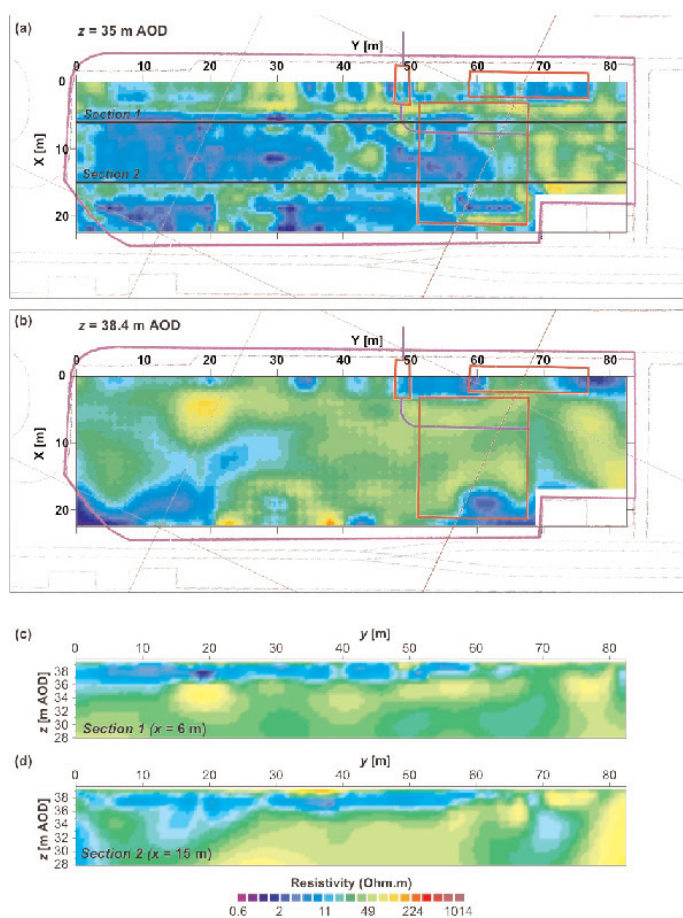 (a)
z = 35 m AOD
Y [m]
0 10 20 30 40 50 60 70 80
X [m]
0
10
20
Section 1
Section 2
(b)
z = 38.4 m AOD
Y [m]
0 10 20 30 40 50 60 70 80
X [m]
0
10
20
(c)
y [m]
0 10 20 30 40 50 60 70 80
z [m AOD]
38
36
34
32
30
28
Section 1 (x = 6 m)
(d)
y [m]
0 10 20 30 40 50 60 70 80
z [m AOD]
38
36
34
32
30
28
Section 2 (x = 15 m)
Resistivity (Ohm.m)
0.6 2 11 49 224 1014